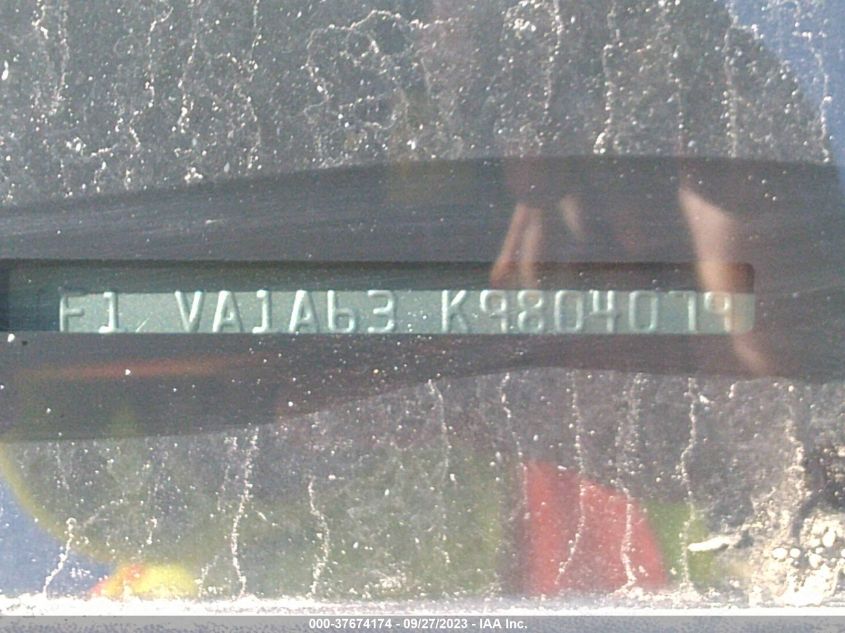 F1 VA1A63 K9804079
000-37674174 - 09/27/2023 - IAA Inc.